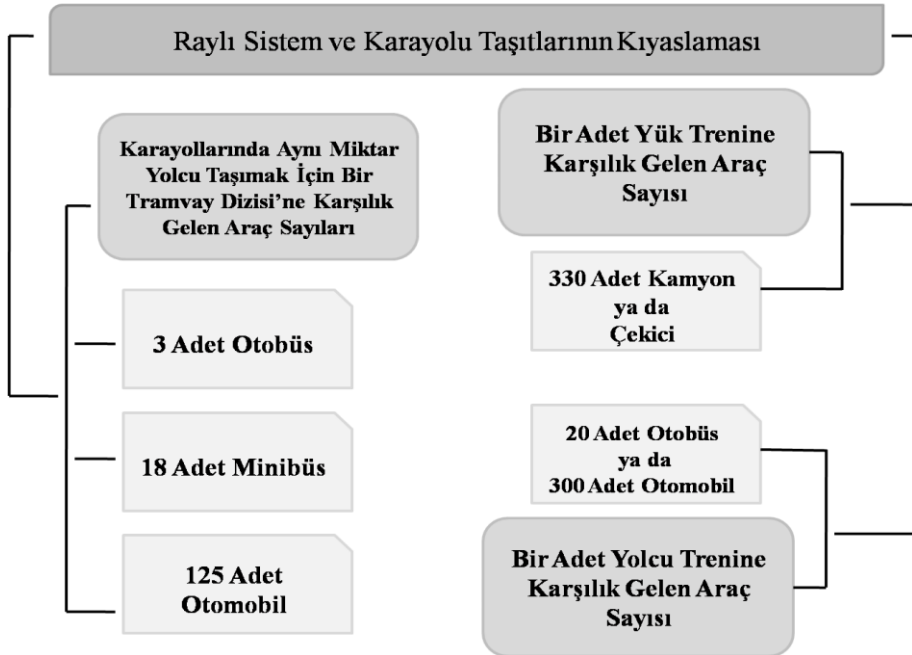 Raylı Sistem ve Karayolu Taşıtlarının Kıyaslaması
Karayollarında Aynı Miktar
Yolcu Taşımak İçin Bir
Tramvay Dizisi’ne Karşılık
Gelen Araç Sayıları
3 Adet Otobüs
18 Adet Minibüs
125 Adet
Otomobil
Bir Adet Yük Trenine
Karşılık Gelen Araç
Sayısı
330 Adet Kamyon
ya da
Çekici
20 Adet Otobüs
ya da
300 Adet Otomobil
Bir Adet Yolcu Trenine
Karşılık Gelen Araç
Sayısı